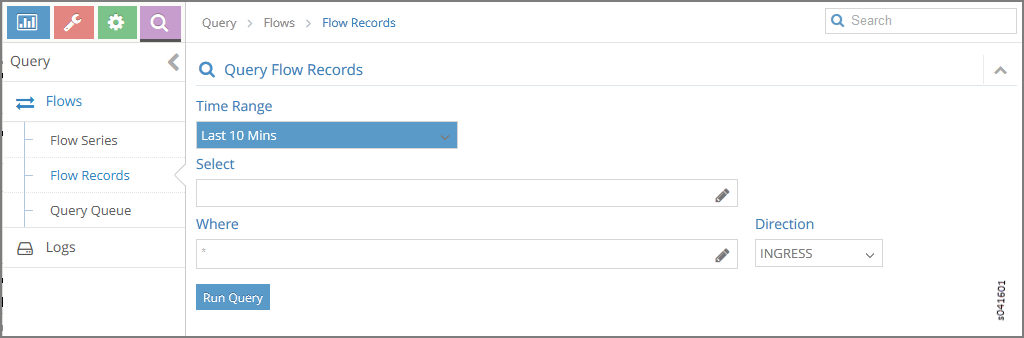 Query > Flows > Flow Records
Search
Query
Flows
Flow Series
Flow Records
Query Queue
Logs
Query Flow Records
Time Range
Last 10 Mins
Select
Where
*
Direction
INGRESS
Run Query
s041601